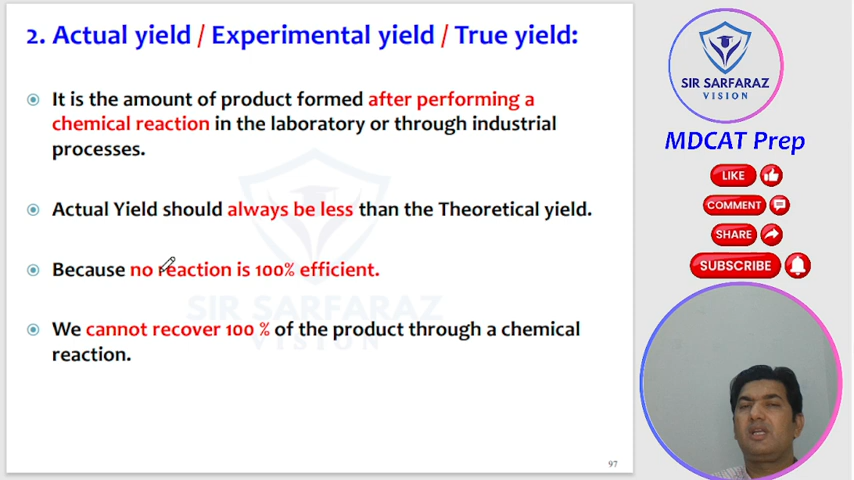 2. Actual yield / Experimental yield / True yield:
It is the amount of product formed after performing a
chemical reaction in the laboratory or through industrial
processes.
Actual Yield should always be less than the Theoretical yield.
Because no reaction is 100% efficient.
We cannot recover 100 % of the product through a chemical
reaction.
SIR SARFARAZ
VISION
97
SIR SARFARAZ
VISION
MDCAT Prep
LIKE
COMMENT
SHARE
SUBSCRIBE